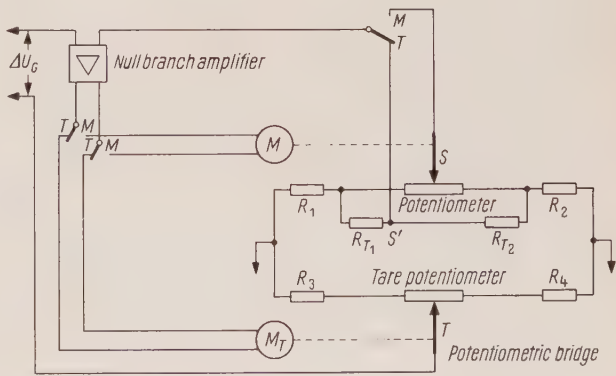 M
T
ΔU_G
Null branch amplifier
T M
T M
M
S
R_1
Potentiometer
R_2
R_T1
S'
R_T2
R_3
Tare potentiometer
R_4
M_T
T
Potentiometric bridge